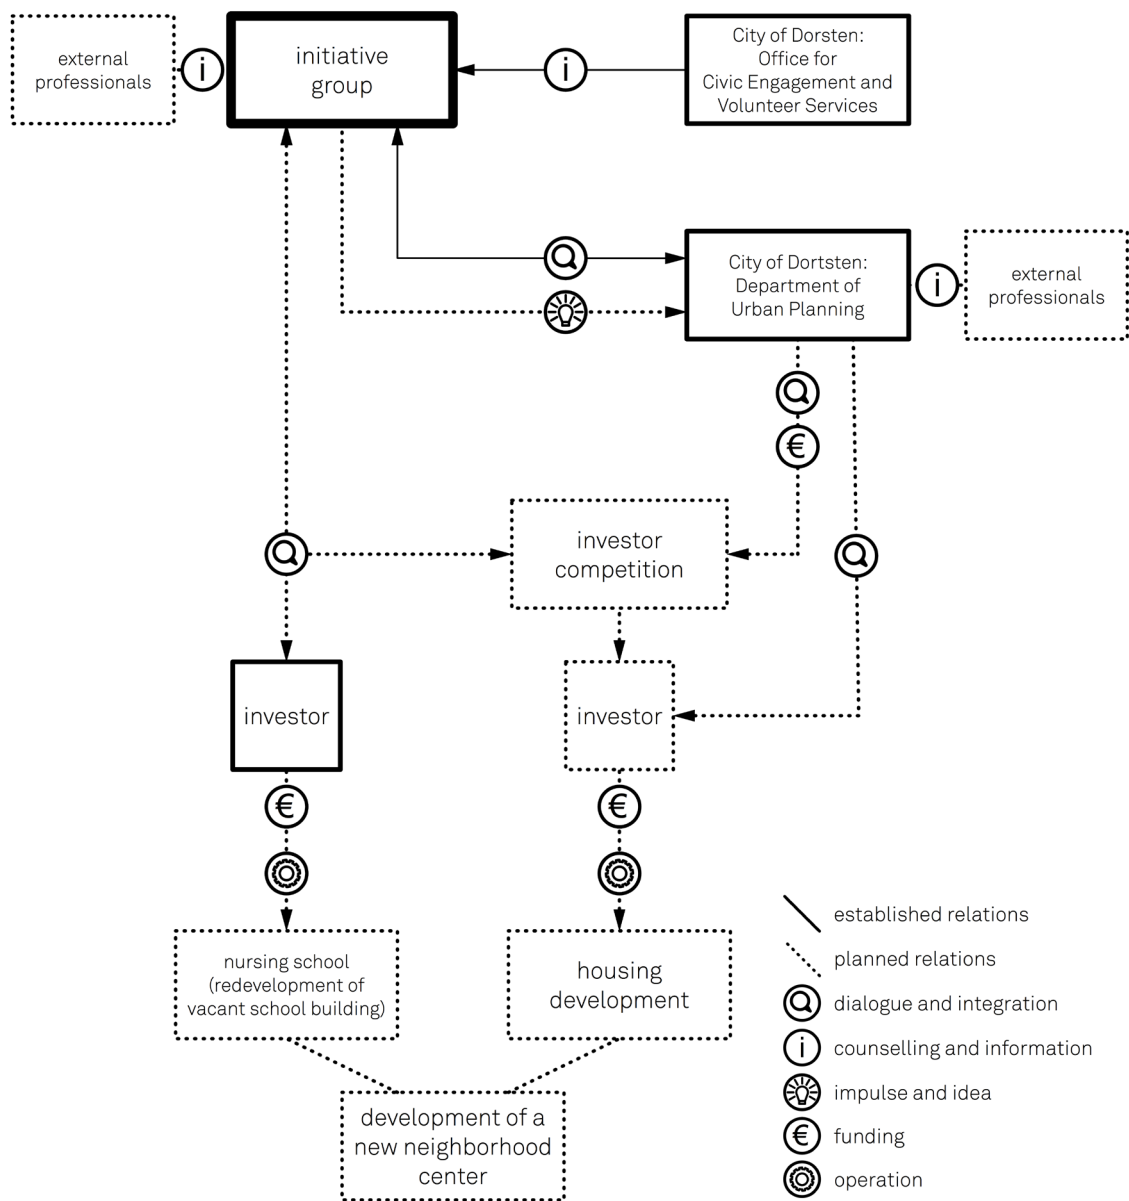 external
professionals
i
initiative
group
i
City of Dorsten:
Office for
Civic Engagement and
Volunteer Services
City of Dortsten:
Department of
Urban Planning
i
external
professionals
€
investor
competition
investor
investor
€
€
nursing school
(redevelopment of
vacant school building)
housing
development
development of a
new neighborhood
center
established relations
planned relations
dialogue and integration
i counselling and information
impulse and idea
€ funding
operation